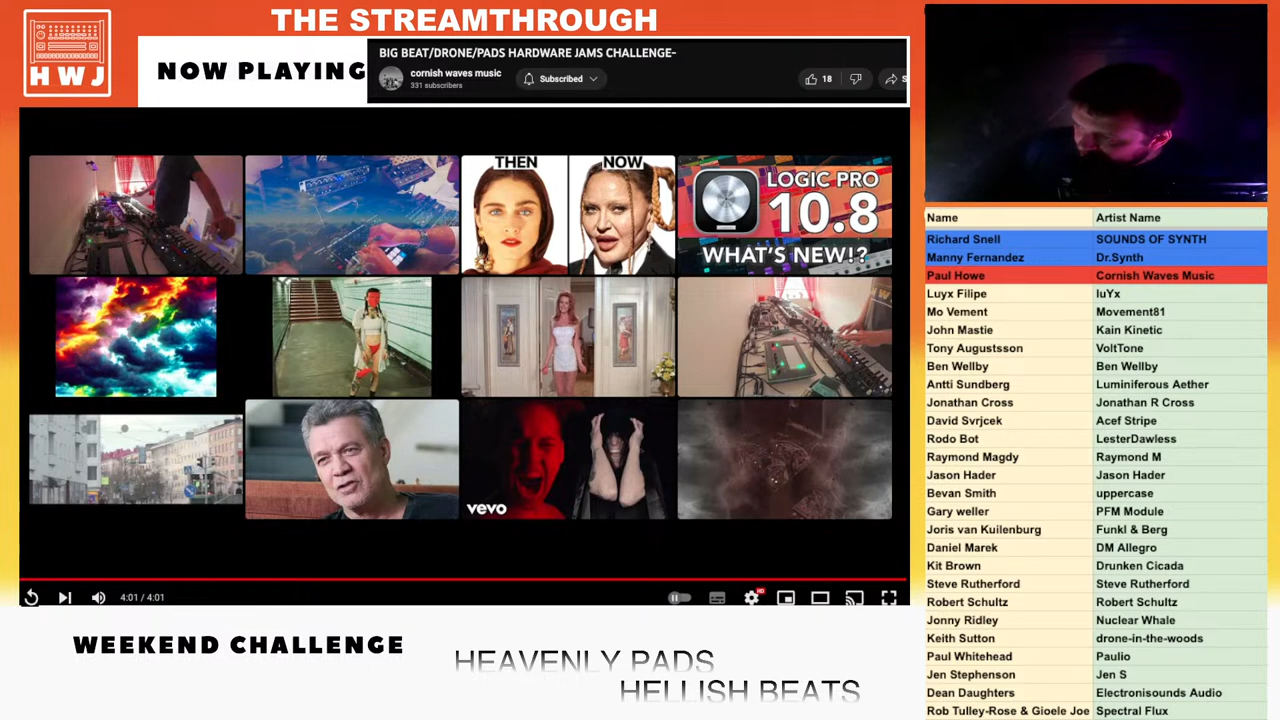 THE STREAMTHROUGH
HWJ
NOW PLAYING
BIG BEAT/DRONE/PADS HARDWARE JAMS CHALLENGE-
cornish waves music
331 subscribers
Subscribed
18
S
THEN NOW
LOGIC PRO
10.8
WHAT'S NEW!?
vevo
4:01 / 4:01
HD
WEEKEND CHALLENGE
HEAVENLY PADS
HELLISH BEATS
Name Artist Name
Richard Snell SOUNDS OF SYNTH
Manny Fernandez Dr.Synth
Paul Howe Cornish Waves Music
Luyx Filipe luYx
Mo Vement Movement81
John Mastie Kain Kinetic
Tony Augustsson VoltTone
Ben Wellby Ben Wellby
Antti Sundberg Luminiferous Aether
Jonathan Cross Jonathan R Cross
David Svrjcek Acef Stripe
Rodo Bot LesterDawless
Raymond Magdy Raymond M
Jason Hader Jason Hader
Bevan Smith uppercase
Gary weller PFM Module
Joris van Kuilenburg Funkl & Berg
Daniel Marek DM Allegro
Kit Brown Drunken Cicada
Steve Rutherford Steve Rutherford
Robert Schultz Robert Schultz
Jonny Ridley Nuclear Whale
Keith Sutton drone-in-the-woods
Paul Whitehead Paulio
Jen Stephenson Jen S
Dean Daughters Electronisounds Audio
Rob Tulley-Rose & Gioele Joe Spectral Flux